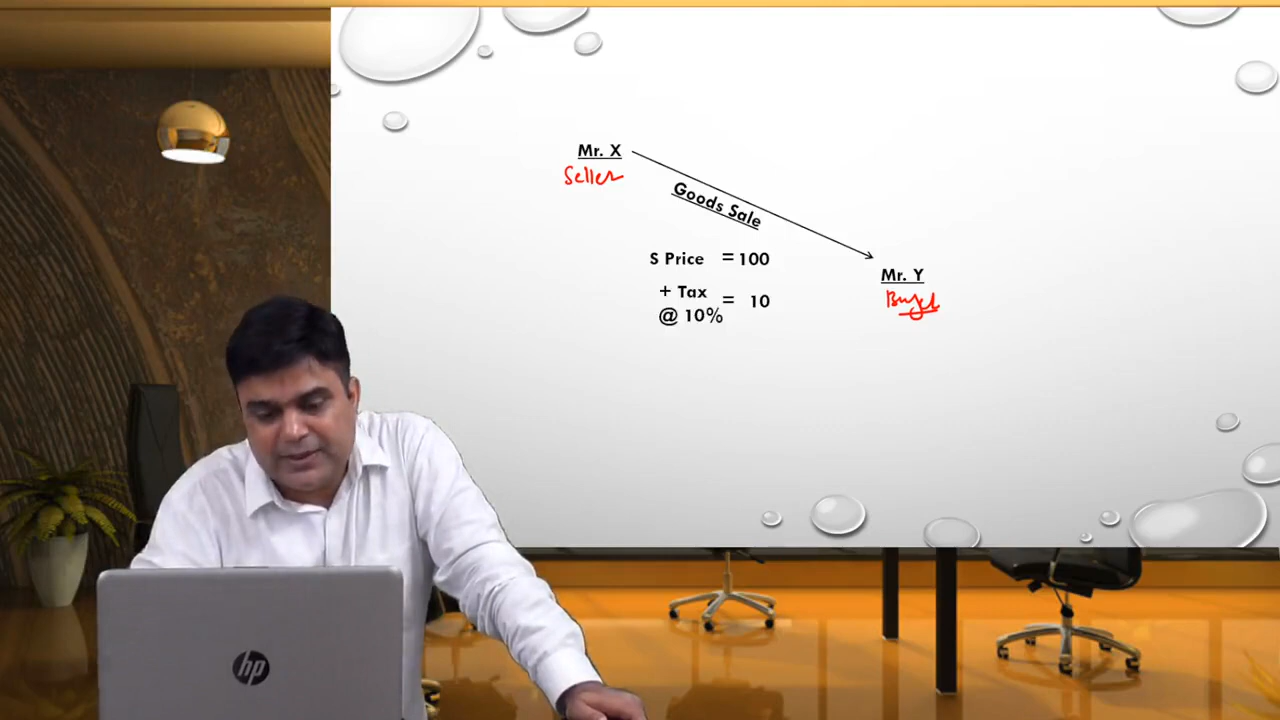 Mr. X
Seller
Goods Sale
S Price = 100
+ Tax
@ 10% = 10
Mr. Y
Buyer
hp